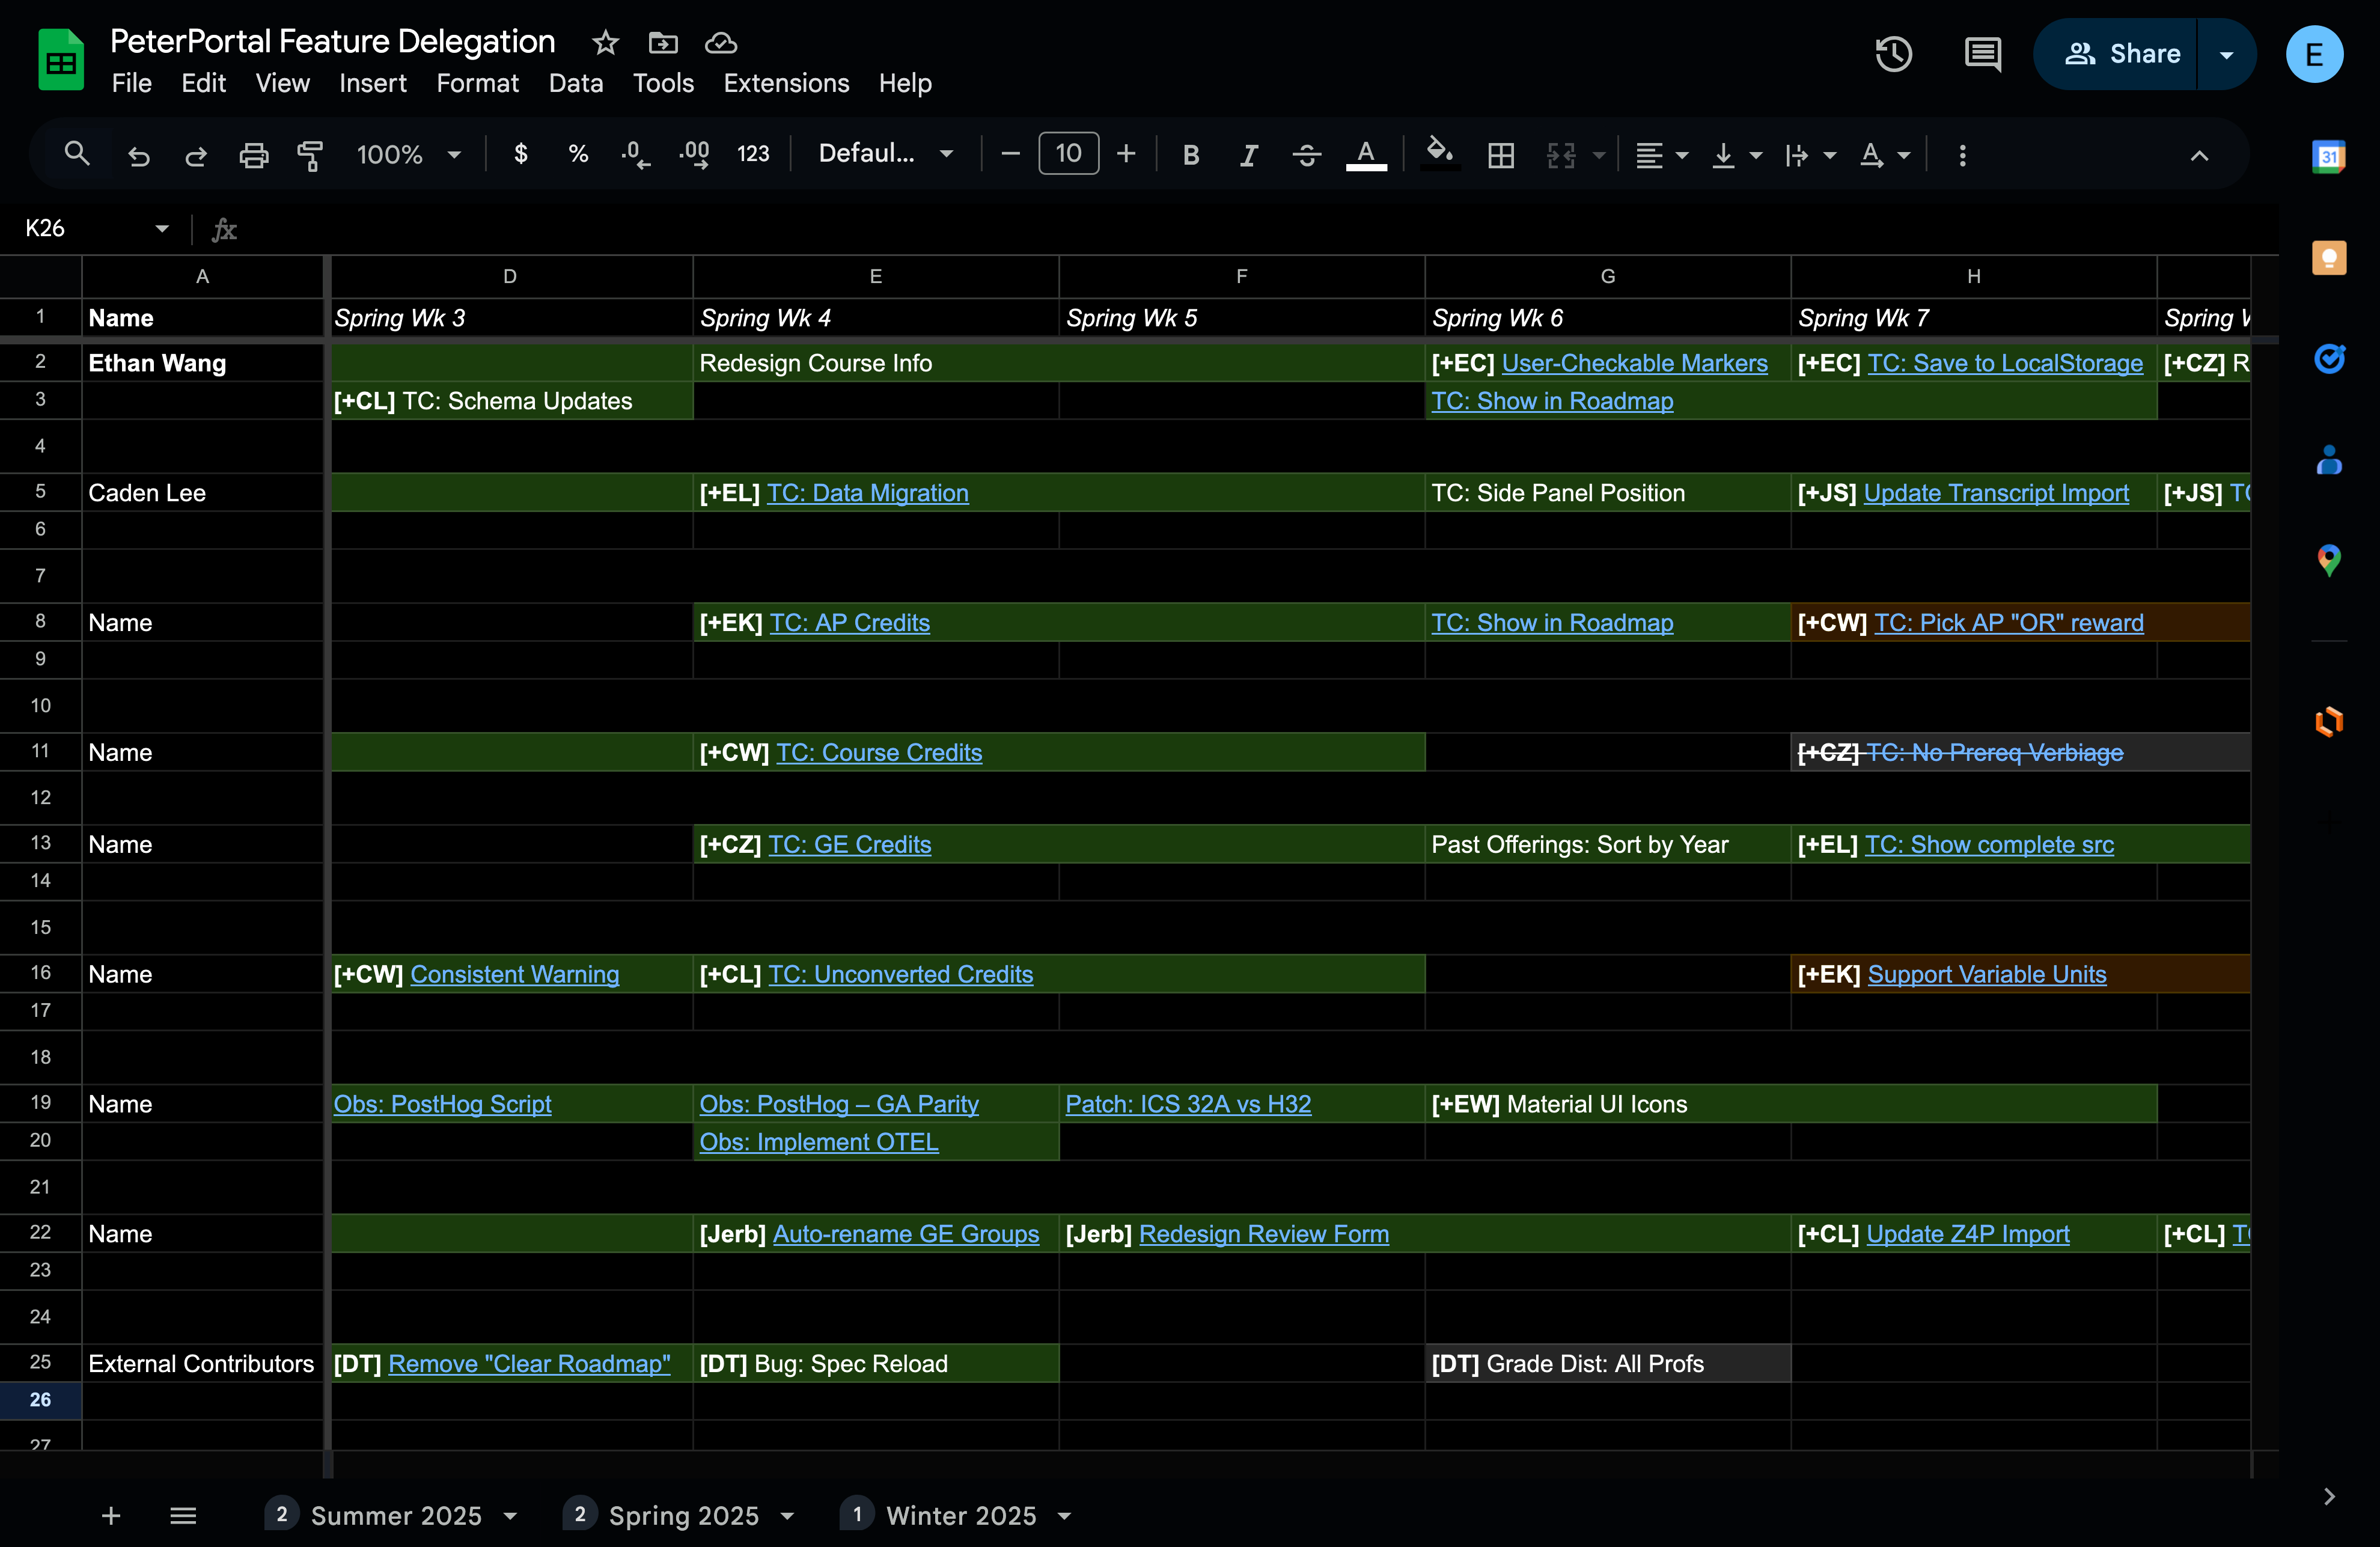 PeterPortal Feature Delegation
File Edit View Insert Format Data Tools Extensions Help
Share
E
100% $ % .0 .00 123 Defaul... 10 B I A
31
K26 fx
A D E F G H
1 Name Spring Wk 3 Spring Wk 4 Spring Wk 5 Spring Wk 6 Spring Wk 7 Spring
2 Ethan Wang Redesign Course Info [+EC] User-Checkable Markers [+EC] TC: Save to LocalStorage [+CZ] R
3 [+CL] TC: Schema Updates TC: Show in Roadmap
4
5 Caden Lee [+EL] TC: Data Migration TC: Side Panel Position [+JS] Update Transcript Import [+JS]
6
7
8 Name [+EK] TC: AP Credits TC: Show in Roadmap [+CW] TC: Pick AP "OR" reward
9
10
11 Name [+CW] TC: Course Credits [+CZ] TC: No Prereq Verbiage
12
13 Name [+CZ] TC: GE Credits Past Offerings: Sort by Year [+EL] TC: Show complete src
14
15
16 Name [+CW] Consistent Warning [+CL] TC: Unconverted Credits [+EK] Support Variable Units
17
18
19 Name Obs: PostHog Script Obs: PostHog – GA Parity Patch: ICS 32A vs H32 [+EW] Material UI Icons
20 Obs: Implement OTEL
21
22 Name [Jerb] Auto-rename GE Groups [Jerb] Redesign Review Form [+CL] Update Z4P Import [+CL]
23
24
25 External Contributors [DT] Remove "Clear Roadmap" [DT] Bug: Spec Reload [DT] Grade Dist: All Profs
26
27
2 Summer 2025 2 Spring 2025 1 Winter 2025